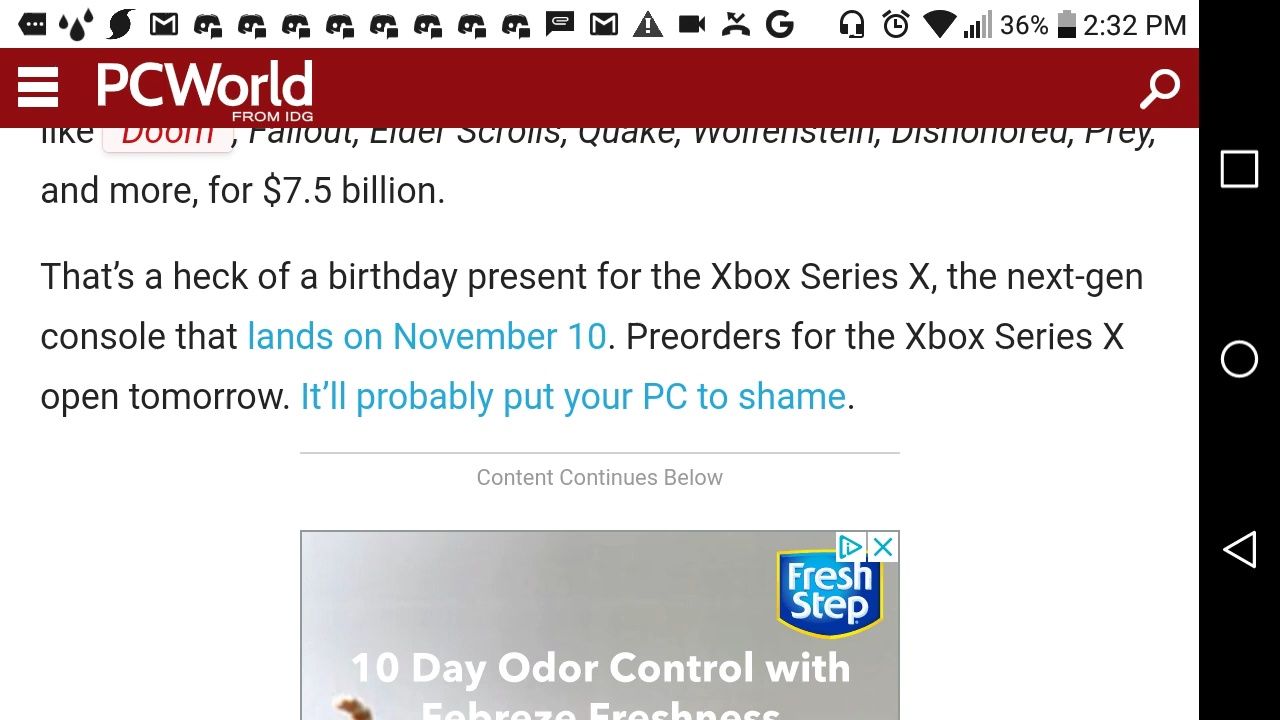 36% 2:32 PM
PCWorld
FROM IDG
like Doom, Fallout, Elder Scrolls, Quake, Wolfenstein, Dishonored, Prey,
and more, for $7.5 billion.
That’s a heck of a birthday present for the Xbox Series X, the next-gen
console that lands on November 10. Preorders for the Xbox Series X
open tomorrow. It’ll probably put your PC to shame.
Content Continues Below
Fresh
Step
10 Day Odor Control with
Febreze Freshness